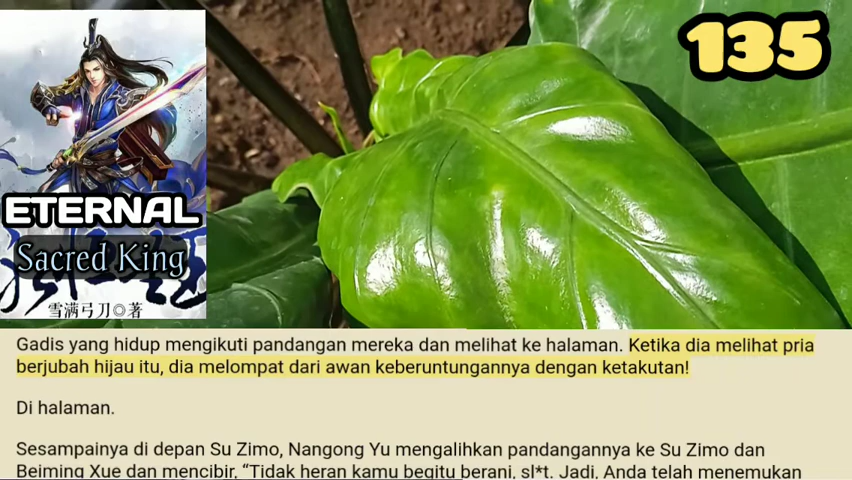 135
ETERNAL
Sacred King
雪满弓刀◎著
Gadis yang hidup mengikuti pandangan mereka dan melihat ke halaman. Ketika dia melihat pria
berjubah hijau itu, dia melompat dari awan keberuntungannya dengan ketakutan!
Di halaman.
Sesampainya di depan Su Zimo, Nangong Yu mengalihkan pandangannya ke Su Zimo dan
Beiming Xue dan mencibir, “Tidak heran kamu begitu berani, sl*t. Jadi, Anda telah menemukan